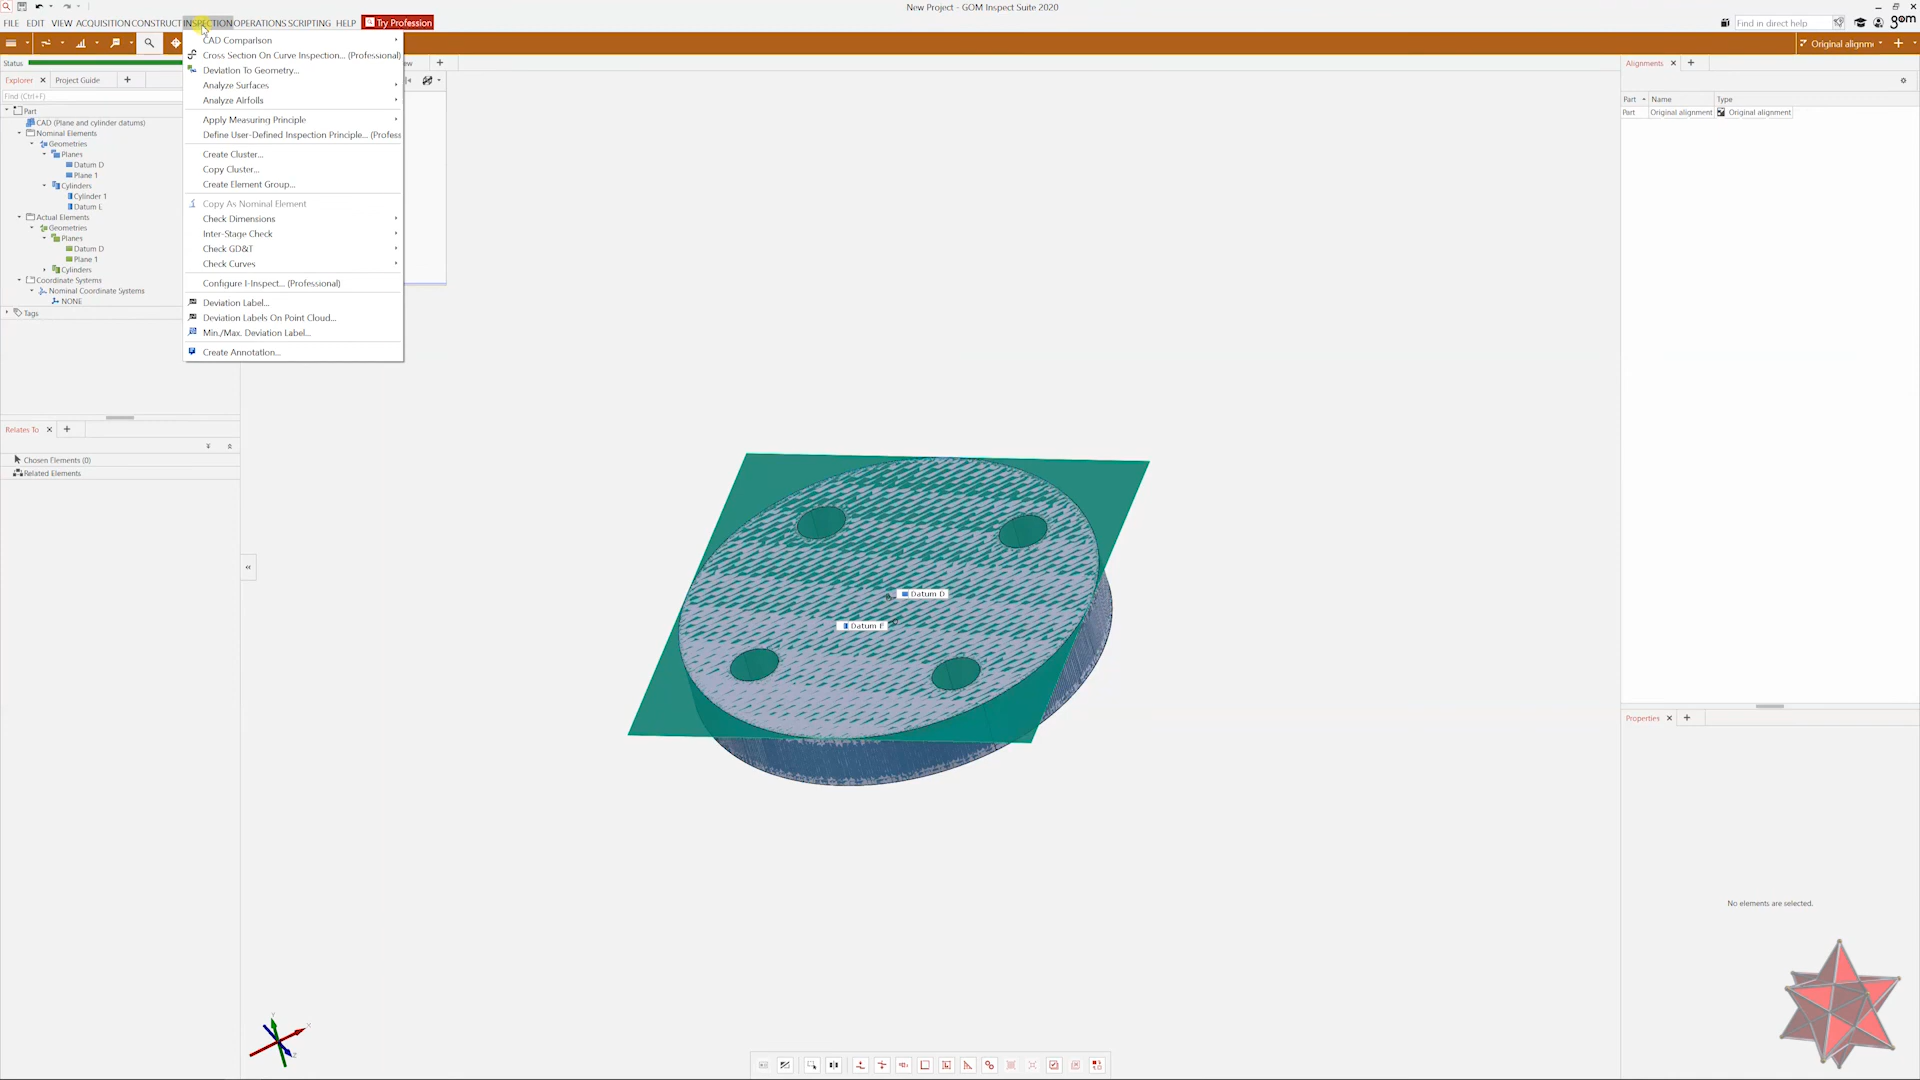 New Project - GOM Inspect Suite 2020
FILE EDIT VIEW ACQUISITION CONSTRUCT INSPECTION OPERATIONS SCRIPTING HELP Try Profession
Find in direct help
gom
Original alignm
Status
Explorer
Project Guide
Find (Ctrl+F)
Part
CAD (Plane and cylinder datums)
Nominal Elements
Geometries
Planes
Datum D
Plane 1
Cylinders
Cylinder 1
Datum E
Actual Elements
Geometries
Planes
Datum D
Plane 1
Cylinders
Coordinate Systems
Nominal Coordinate Systems
NONE
Tags
Relates To
Chosen Elements (0)
Related Elements
CAD Comparison
Cross Section On Curve Inspection... (Professional)
Deviation To Geometry...
Analyze Surfaces
Analyze Airfoils
Apply Measuring Principle
Define User-Defined Inspection Principle... (Profess
Create Cluster...
Copy Cluster...
Create Element Group...
Copy As Nominal Element
Check Dimensions
Inter-Stage Check
Check GD&T
Check Curves
Configure I-Inspect... (Professional)
Deviation Label...
Deviation Labels On Point Cloud...
Min./Max. Deviation Label...
Create Annotation...
ew
Datum D
Datum E
Y
X
Z
Alignments
Part Name Type
Part Original alignment Original alignment
Properties
No elements are selected.